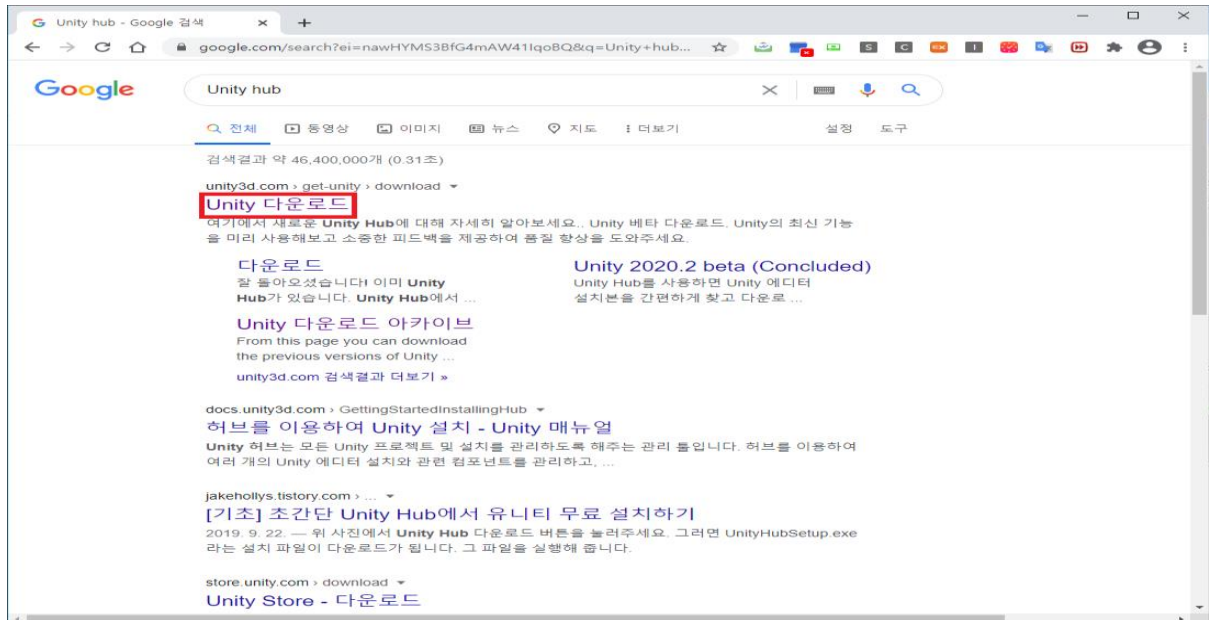 Unity hub - Google 검색
google.com/search?ei=nawHYMS3BfG4mAW41IqoBQ&q=Unity+hub...
Google
Unity hub
전체 동영상 이미지 뉴스 지도 더보기 설정 도구
검색결과 약 46,400,000개 (0.31초)
unity3d.com › get-unity › download
Unity 다운로드
여기에서 새로운 Unity Hub에 대해 자세히 알아보세요.. Unity 베타 다운로드. Unity의 최신 기능
을 미리 사용해보고 소중한 피드백을 제공하여 품질 향상을 도와주세요.
다운로드
잘 돌아오셨습니다! 이미 Unity
Hub가 있습니다. Unity Hub에서 ...
Unity 2020.2 beta (Concluded)
Unity Hub를 사용하면 Unity 에디터
설치본을 간편하게 찾고 다운로 ...
Unity 다운로드 아카이브
From this page you can download
the previous versions of Unity ...
unity3d.com 검색결과 더보기 »
docs.unity3d.com › GettingStartedInstallingHub
허브를 이용하여 Unity 설치 - Unity 매뉴얼
Unity 허브는 모든 Unity 프로젝트 및 설치를 관리하도록 해주는 관리 툴입니다. 허브를 이용하여
여러 개의 Unity 에디터 설치와 관련 컴포넌트를 관리하고, ...
jakehollys.tistory.com › ...
[기초] 초간단 Unity Hub에서 유니티 무료 설치하기
2019. 9. 22. — 위 사진에서 Unity Hub 다운로드 버튼을 눌러주세요. 그러면 UnityHubSetup.exe
라는 설치 파일이 다운로드가 됩니다. 그 파일을 실행해 줍니다.
store.unity.com › download
Unity Store - 다운로드